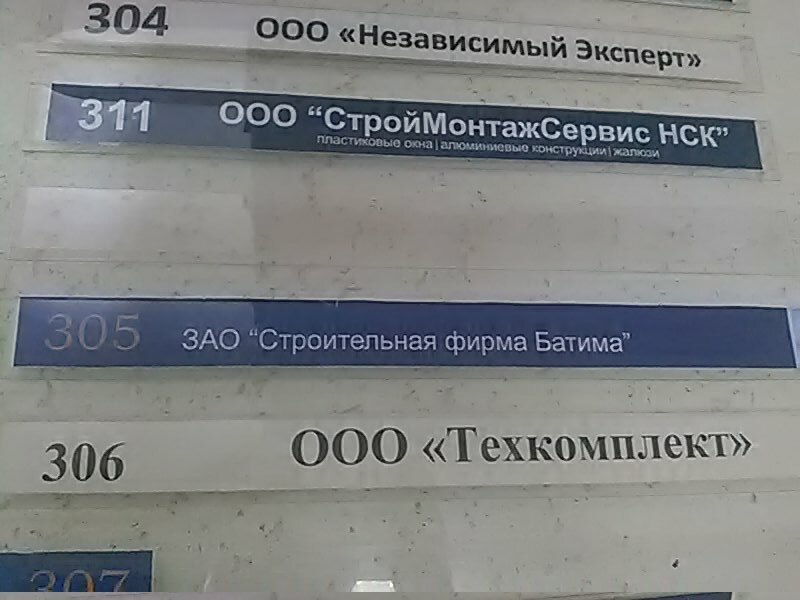 304 ООО «Независимый Эксперт»
311 ООО "СтройМонтажСервис НСК"
пластиковые окна|алюминиевые конструкции|жалюзи
305 ЗАО "Строительная фирма Батима"
306 ООО «Техкомплект»
307